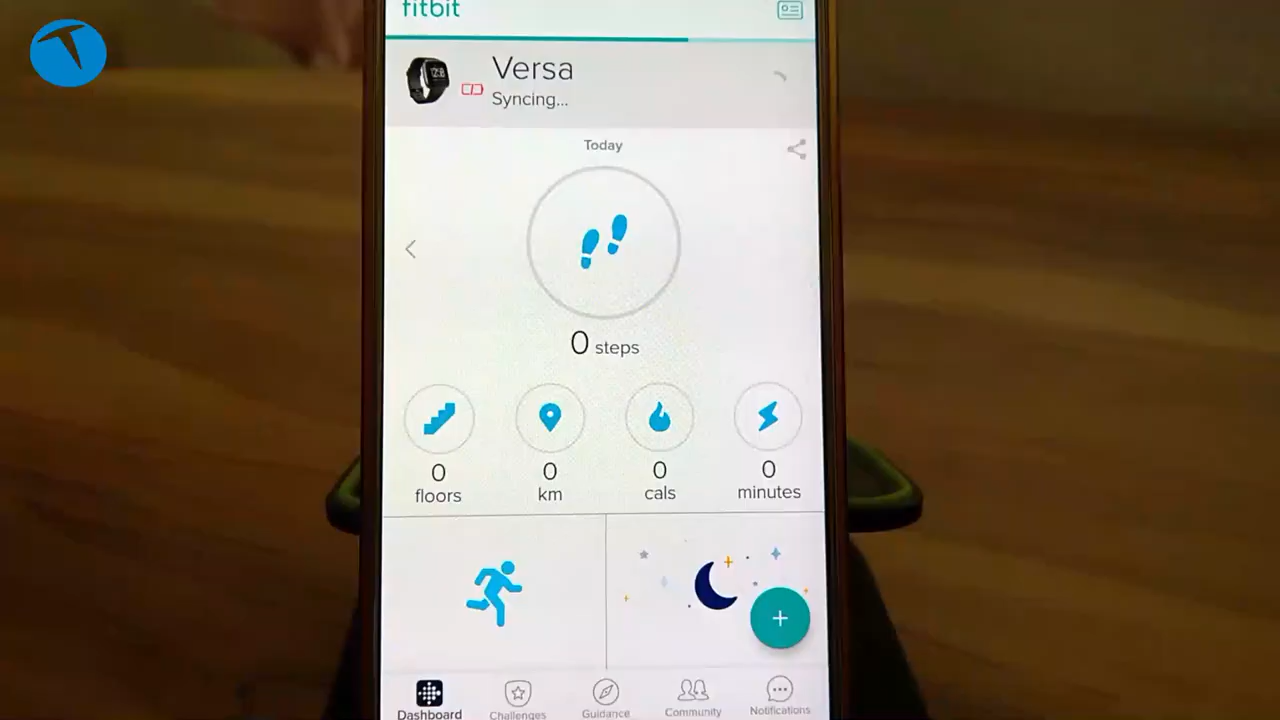 fitbit
Versa
Syncing...
Today
0 steps
0
floors
0
km
0
cals
0
minutes
+
Dashboard
Challenges
Guidance
Community
Notifications